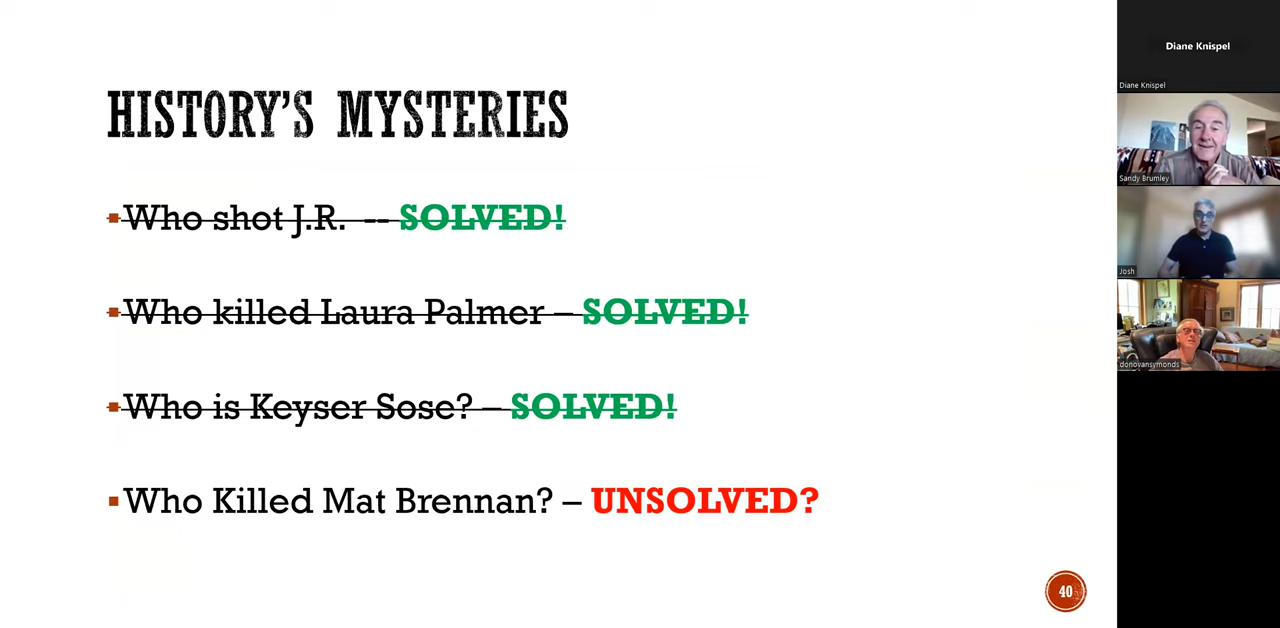 HISTORY'S MYSTERIES
▪Who shot J.R. -- SOLVED!
▪Who killed Laura Palmer – SOLVED!
▪Who is Keyser Sose? – SOLVED!
▪Who Killed Mat Brennan? – UNSOLVED?
40
Diane Knispel
Diane Knispel
Sandy Brumley
Josh
donovansymonds